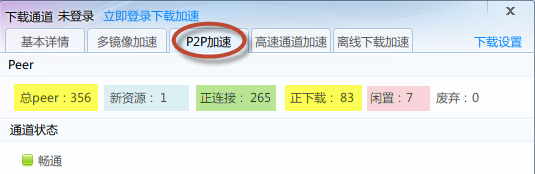 下载通道 未登录 立即登录下载加速
基本详情 多镜像加速 P2P加速 高速通道加速 离线下载加速 下载设置
Peer
总peer：356 新资源：1 正连接：265 正下载：83 闲置：7 废弃：0
通道状态
畅通